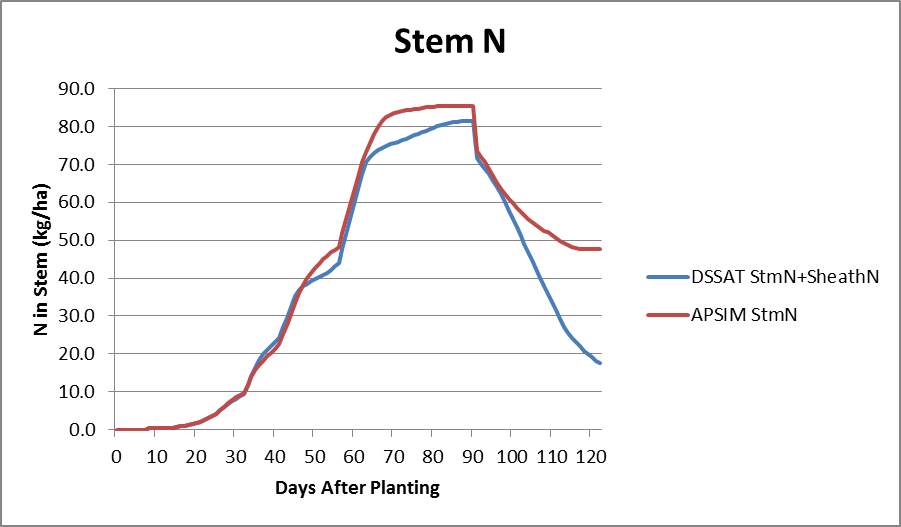 Stem N
90.0
80.0
70.0
60.0
50.0
40.0
30.0
20.0
10.0
0.0
N in Stem (kg/ha)
0 10 20 30 40 50 60 70 80 90 100 110 120
Days After Planting
DSSAT StmN+SheathN
APSIM StmN